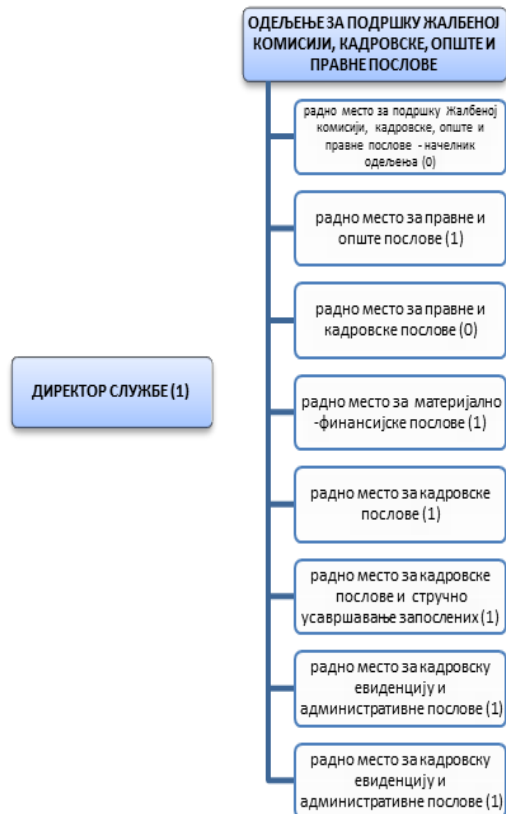 ОДЕЉЕЊЕ ЗА ПОДРШКУ ЖАЛБЕНОЈ
КОМИСИЈИ, КАДРОВСКЕ, ОПШТЕ И
ПРАВНЕ ПОСЛОВЕ
радно место за подршку Жалбеној
комисији, кадровске, опште и
правне послове - начелник
одељења (0)
радно место за правне и
опште послове (1)
радно место за правне и
кадровске послове (0)
ДИРЕКТОР СЛУЖБЕ (1)
радно место за материјално
-финансијске послове (1)
радно место за кадровске
послове (1)
радно место за кадровске
послове и стручно
усавршавање запослених (1)
радно место за кадровску
евиденцију и
административне послове (1)
радно место за кадровску
евиденцију и
административне послове (1)